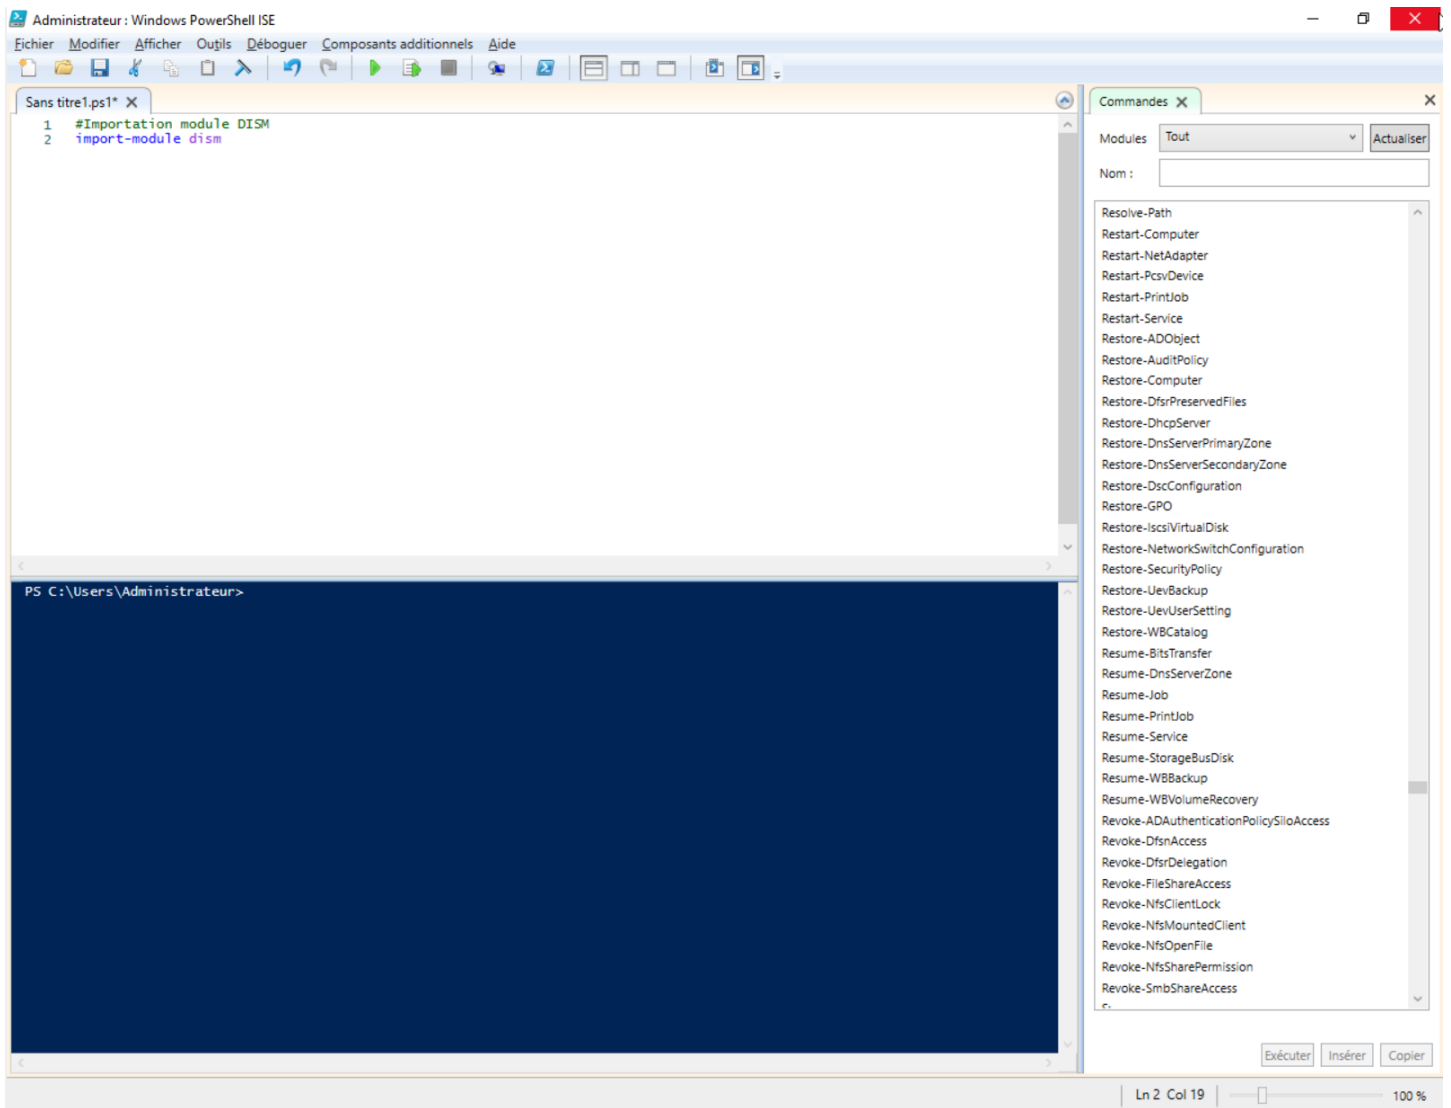 Administrateur : Windows PowerShell ISE
Fichier Modifier Afficher Outils Déboguer Composants additionnels Aide
Sans titre1.ps1* X
1 #Importation module DISM
2 import-module dism
PS C:\Users\Administrateur>
Commandes X
Modules Tout Actualiser
Nom :
Resolve-Path
Restart-Computer
Restart-NetAdapter
Restart-PcsvDevice
Restart-PrintJob
Restart-Service
Restore-ADObject
Restore-AuditPolicy
Restore-Computer
Restore-DfsrPreservedFiles
Restore-DhcpServer
Restore-DnsServerPrimaryZone
Restore-DnsServerSecondaryZone
Restore-DscConfiguration
Restore-GPO
Restore-IscsiVirtualDisk
Restore-NetworkSwitchConfiguration
Restore-SecurityPolicy
Restore-UevBackup
Restore-UevUserSetting
Restore-WBCatalog
Resume-BitsTransfer
Resume-DnsServerZone
Resume-Job
Resume-PrintJob
Resume-Service
Resume-StorageBusDisk
Resume-WBBackup
Resume-WBVolumeRecovery
Revoke-ADAuthenticationPolicySiloAccess
Revoke-DfsnAccess
Revoke-DfsrDelegation
Revoke-FileShareAccess
Revoke-NfsClientLock
Revoke-NfsMountedClient
Revoke-NfsOpenFile
Revoke-NfsSharePermission
Revoke-SmbShareAccess
Exécuter Insérer Copier
Ln 2 Col 19 100 %